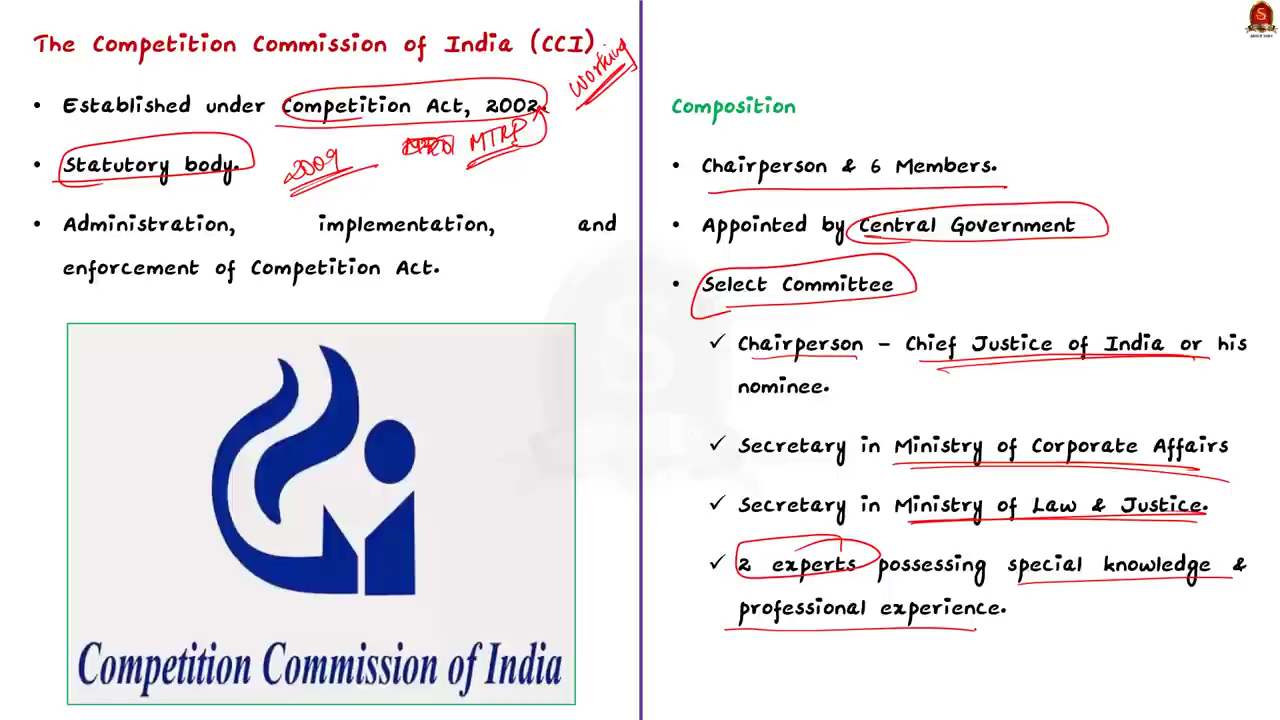 The Competition Commission of India (CCI)
working
• Established under Competition Act, 2002.
MTRP
• Statutory body.
2009
• Administration, implementation, and
enforcement of Competition Act.
Competition Commission of India
Composition
• Chairperson & 6 Members.
• Appointed by Central Government
• Select Committee
✓ Chairperson – Chief Justice of India or his
nominee.
✓ Secretary in Ministry of Corporate Affairs
✓ Secretary in Ministry of Law & Justice.
✓ 2 experts possessing special knowledge &
professional experience.
S